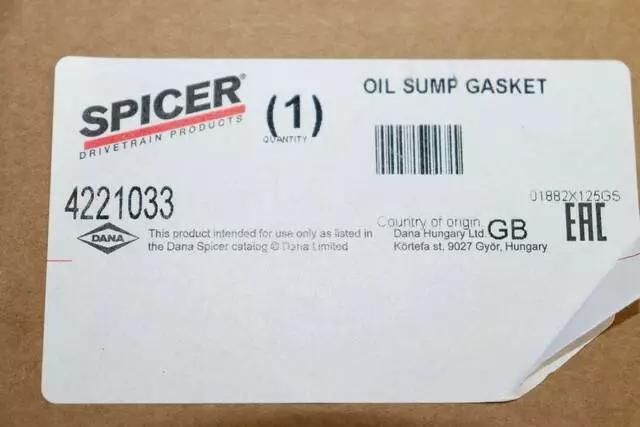 SPICER®
DRIVETRAIN PRODUCTS
(1)
QUANTITY
OIL SUMP GASKET
4221033
01882X125GS
DANA
This product intended for use only as listed in
the Dana Spicer catalog © Dana Limited
Country of origin GB
Dana Hungary Ltd.
Körtefa st, 9027 Győr, Hungary
EAC